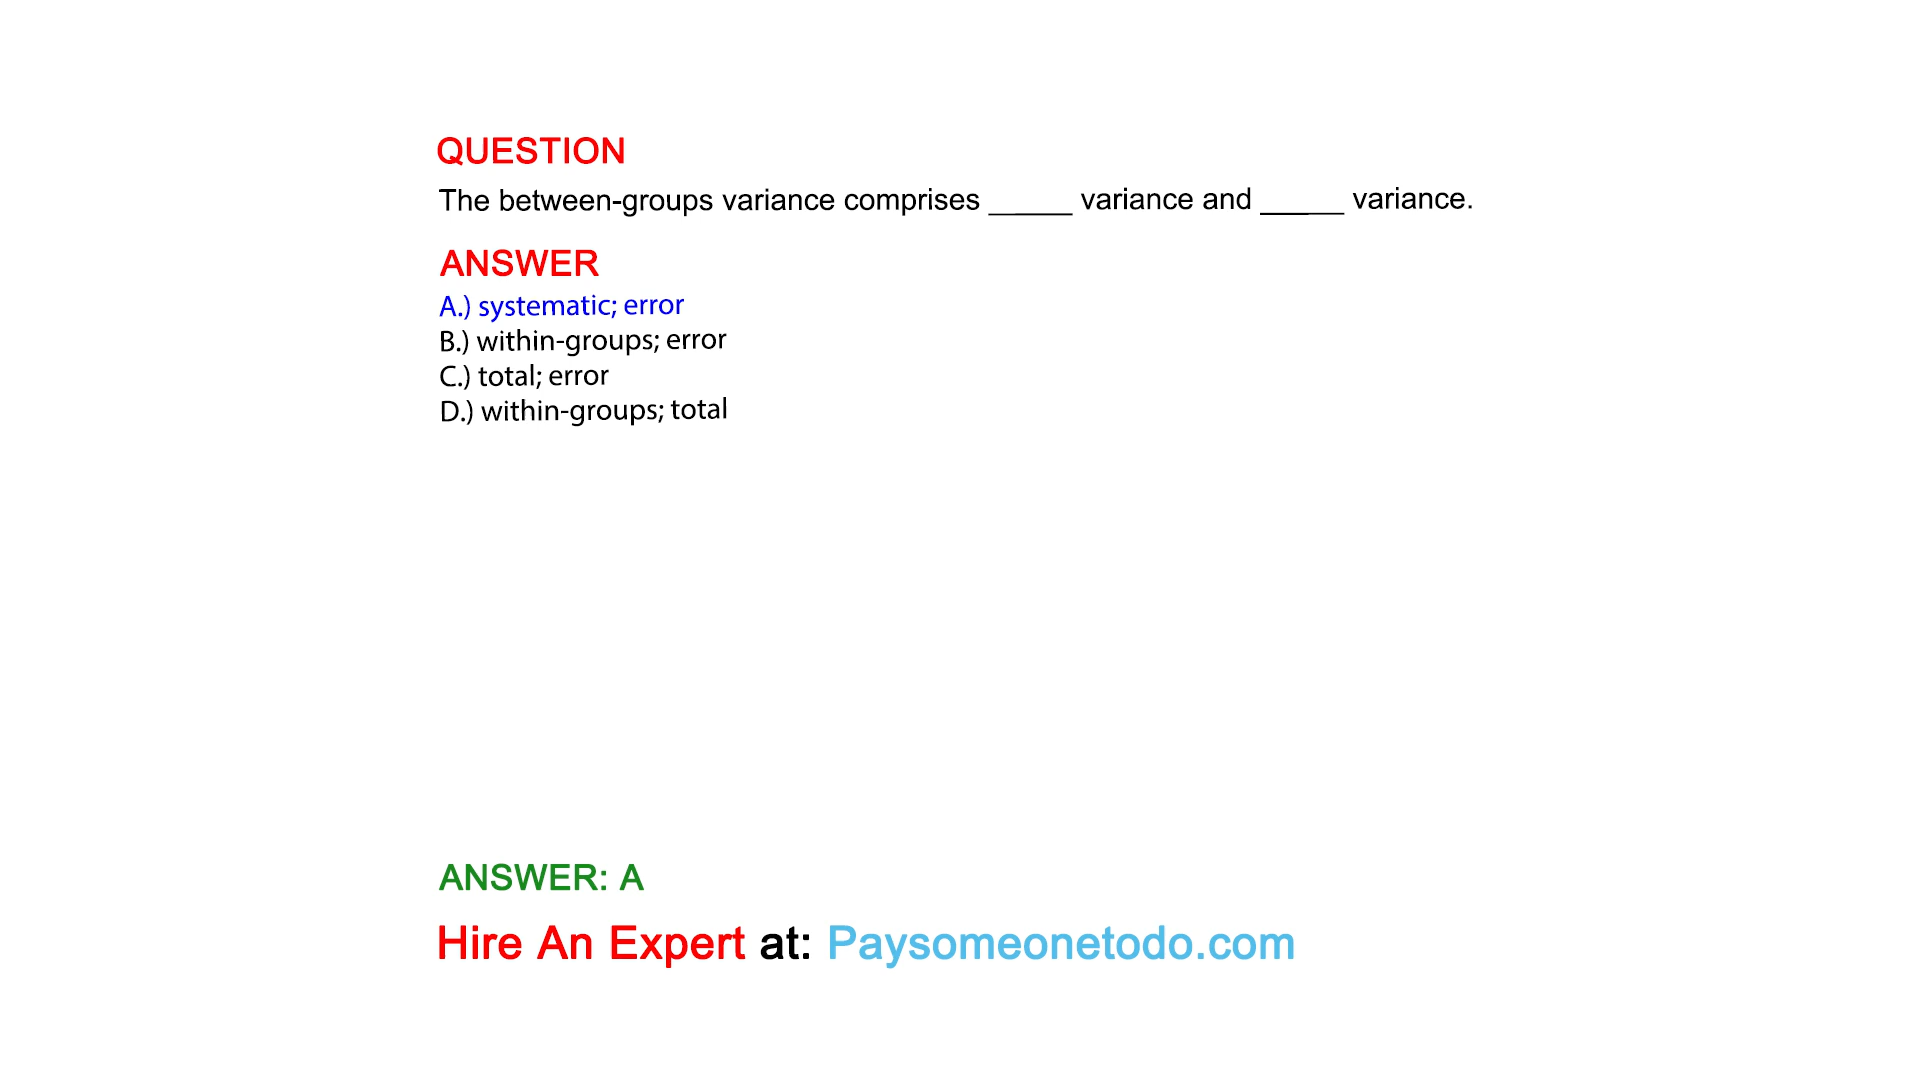 QUESTION
The between-groups variance comprises _____ variance and _____ variance.
ANSWER
A.) systematic; error
B.) within-groups; error
C.) total; error
D.) within-groups; total
ANSWER: A
Hire An Expert at: Paysomeonetodo.com